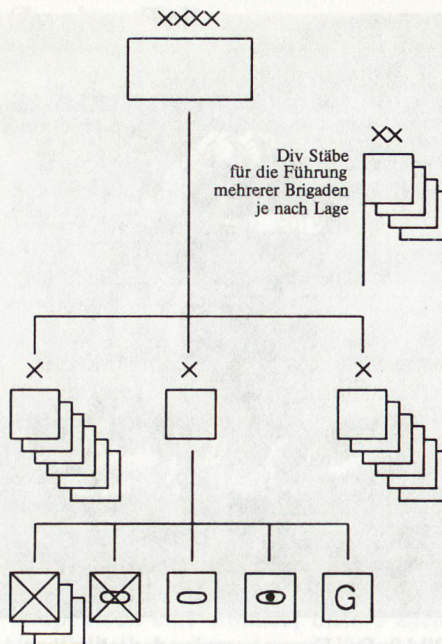 XXXX
XX
Div Stäbe
für die Führung
mehrerer Brigaden
je nach Lage
X
X
X
G